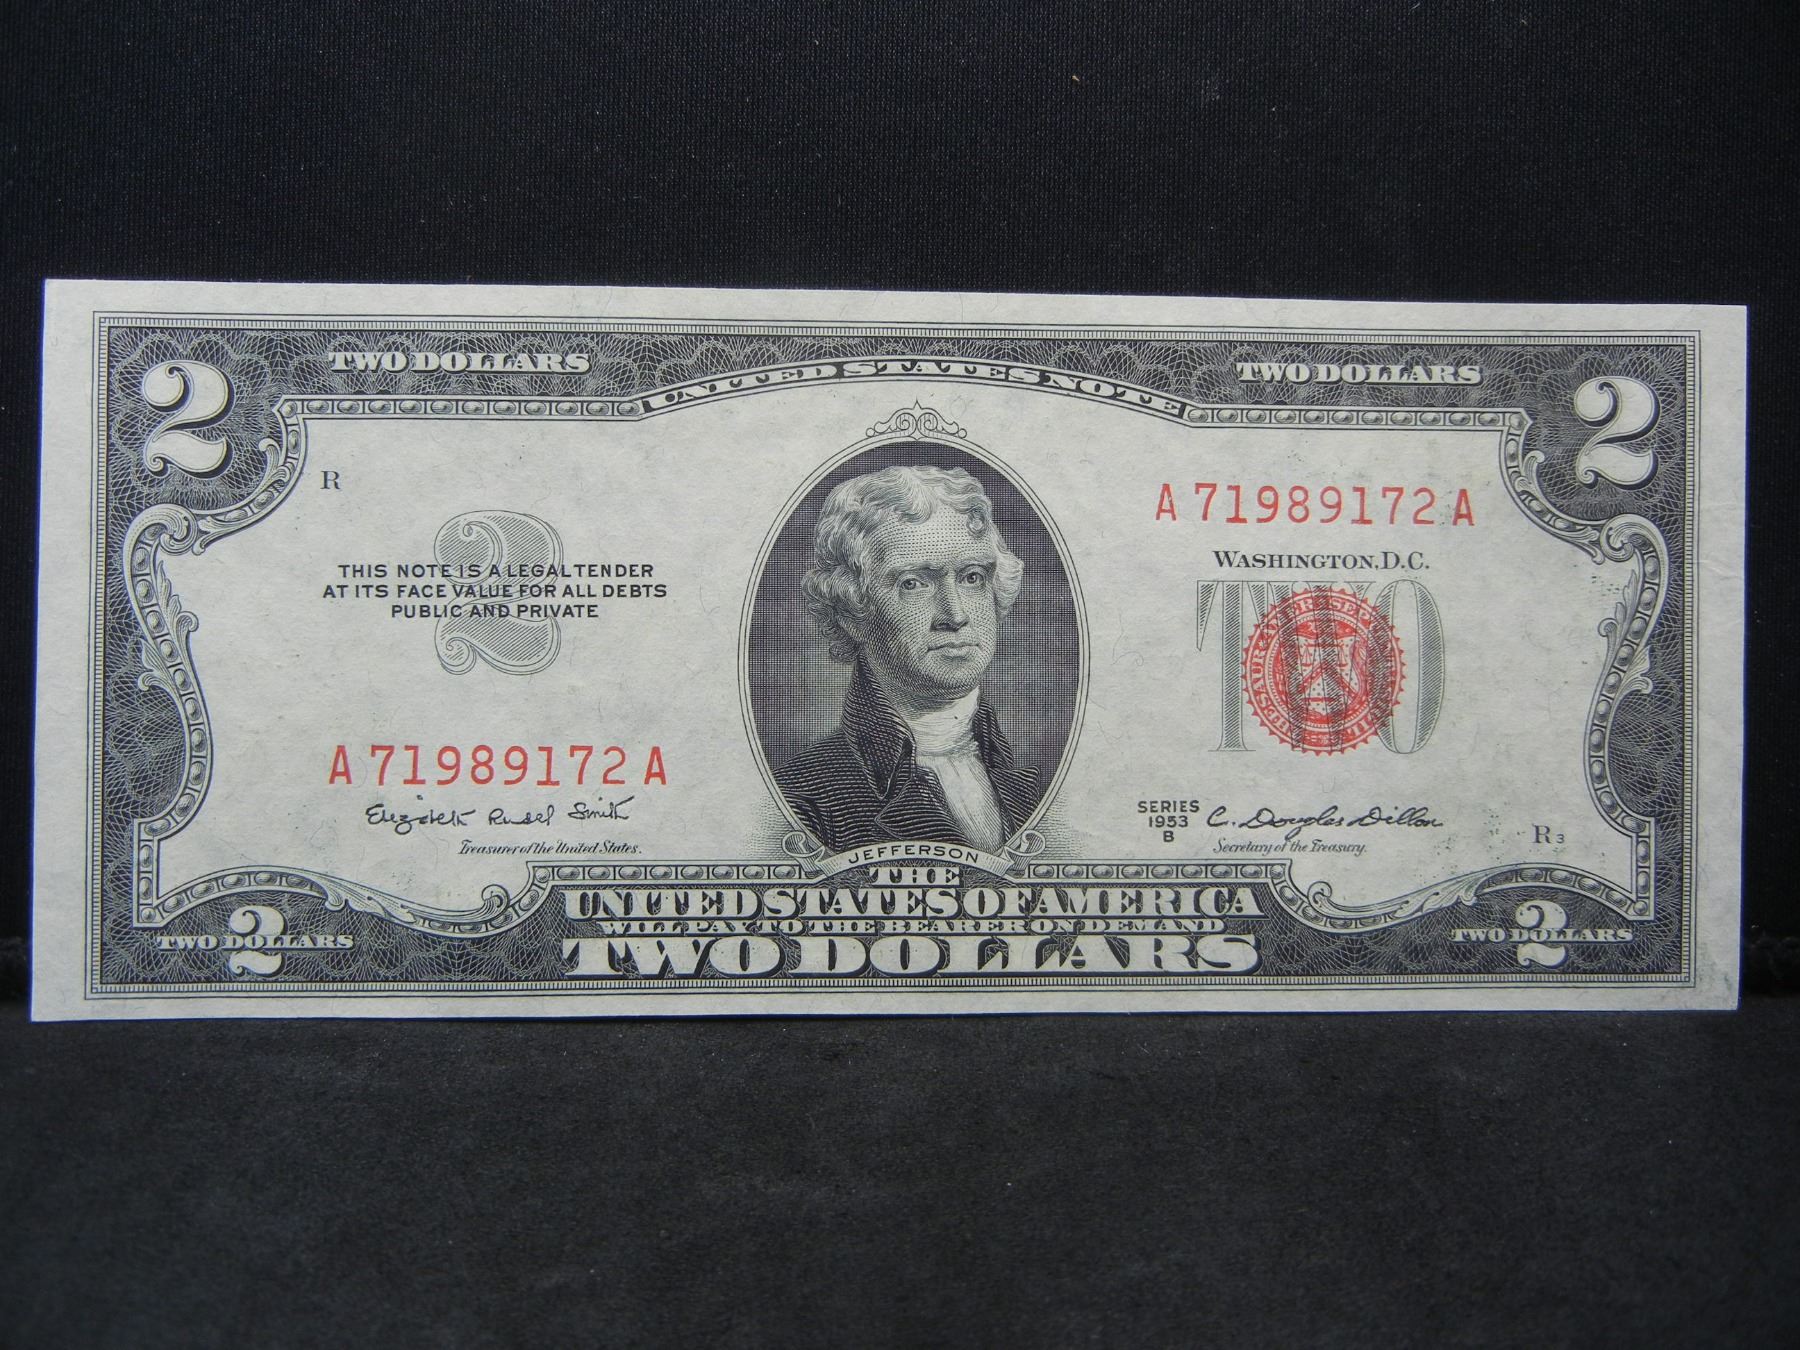 TWO DOLLARS
UNITED STATES NOTE
TWO DOLLARS
2
2
R
A 71989172 A
WASHINGTON, D.C.
2
THIS NOTE IS A LEGAL TENDER
AT ITS FACE VALUE FOR ALL DEBTS
PUBLIC AND PRIVATE
TWO
A 71989172 A
Elizabeth Rudel Smith
Treasurer of the United States.
SERIES
1953
B
C. Douglas Dillon
Secretary of the Treasury.
R 3
JEFFERSON
THE
UNITED STATES OF AMERICA
WILL PAY TO THE BEARER ON DEMAND
TWO DOLLARS
2
TWO DOLLARS
2
TWO DOLLARS